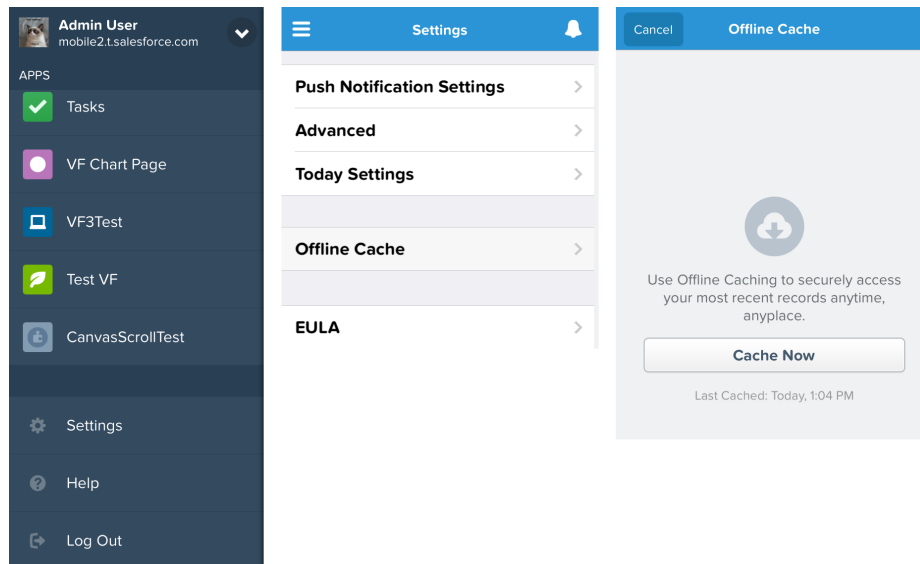 Admin User
mobile2.t.salesforce.com
APPS
Tasks
VF Chart Page
VF3Test
Test VF
CanvasScrollTest
Settings
Help
Log Out
Settings
Push Notification Settings
Advanced
Today Settings
Offline Cache
EULA
Cancel
Offline Cache
Use Offline Caching to securely access
your most recent records anytime,
anyplace.
Cache Now
Last Cached: Today, 1:04 PM